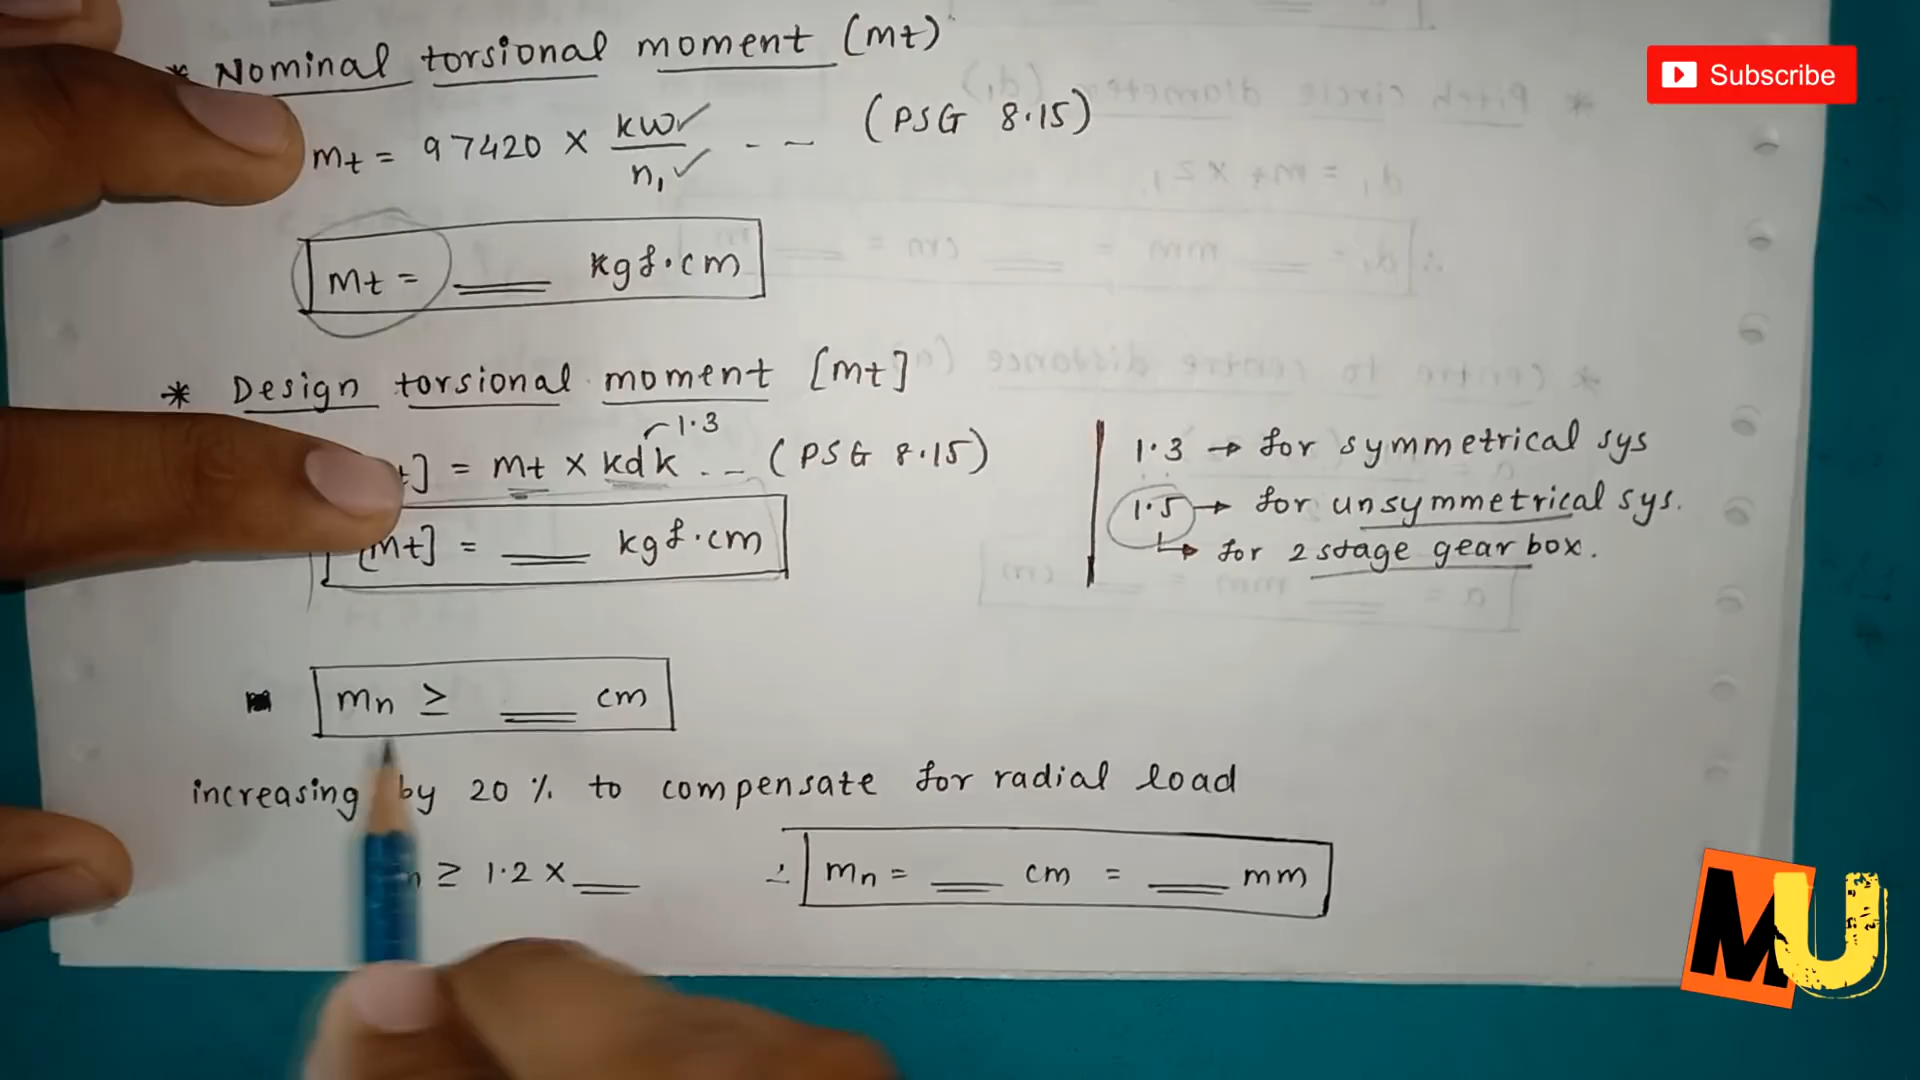 * Nominal torsional moment (mt)
Subscribe
mt = 97420 × kW / n₁ -- (PSG 8.15)
mt = ___ kgf.cm
* Design torsional moment [mt]
1.3
t] = mt × kdk -- (PSG 8.15)
[mt] = ___ kgf.cm
1.3 → for symmetrical sys
1.5 → for unsymmetrical sys.
↳ for 2 stage gear box.
mn ≥ ___ cm
increasing by 20 % to compensate for radial load
n ≥ 1.2 × ___ ∴ mn = ___ cm = ___ mm
MU